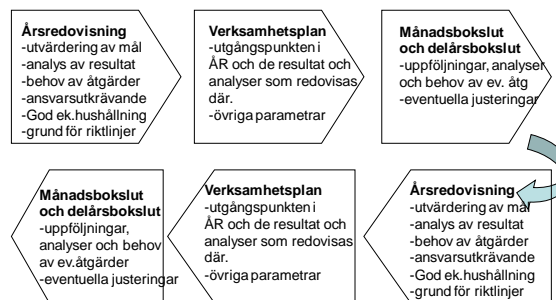 Årsredovisning
-utvärdering av mål
-analys av resultat
-behov av åtgärder
-ansvarsutkrävande
-God ek.hushållning
-grund för riktlinjer
Verksamhetsplan
-utgångspunkten i
ÅR och de resultat och
analyser som redovisas
där.
-övriga parametrar
Månadsbokslut
och delårsbokslut
-uppföljningar, analyser
och behov av ev. åtg
-eventuella justeringar
Månadsbokslut
och delårsbokslut
-uppföljningar,
analyser och behov
av ev.åtgärder
-eventuella justeringar
Verksamhetsplan
-utgångspunkten i
ÅR och de resultat och
analyser som redovisas
där.
-övriga parametrar
Årsredovisning
-utvärdering av mål
-analys av resultat
-behov av åtgärder
-ansvarsutkrävande
-God ek.hushållning
-grund för riktlinjer